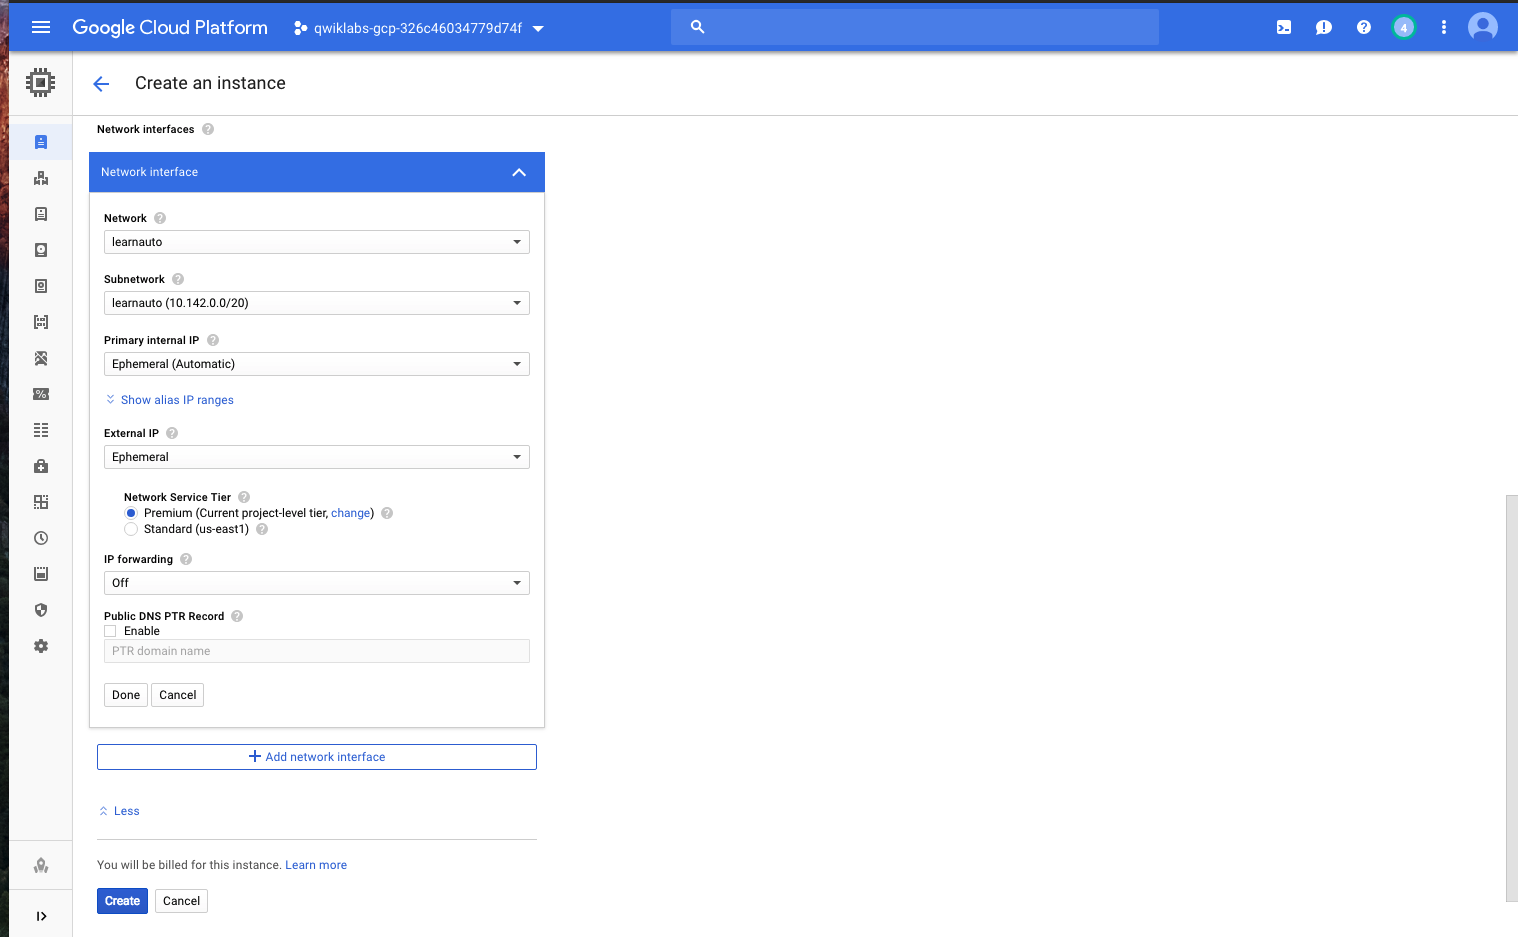 Google Cloud Platform
qwiklabs-gcp-326c46034779d74f
4
Create an instance
Network interfaces ?
Network interface
Network ?
learnauto
Subnetwork ?
learnauto (10.142.0.0/20)
Primary internal IP ?
Ephemeral (Automatic)
Show alias IP ranges
External IP ?
Ephemeral
Network Service Tier ?
Premium (Current project-level tier, change) ?
Standard (us-east1) ?
IP forwarding ?
Off
Public DNS PTR Record ?
Enable
PTR domain name
Done Cancel
+ Add network interface
Less
You will be billed for this instance. Learn more
Create Cancel